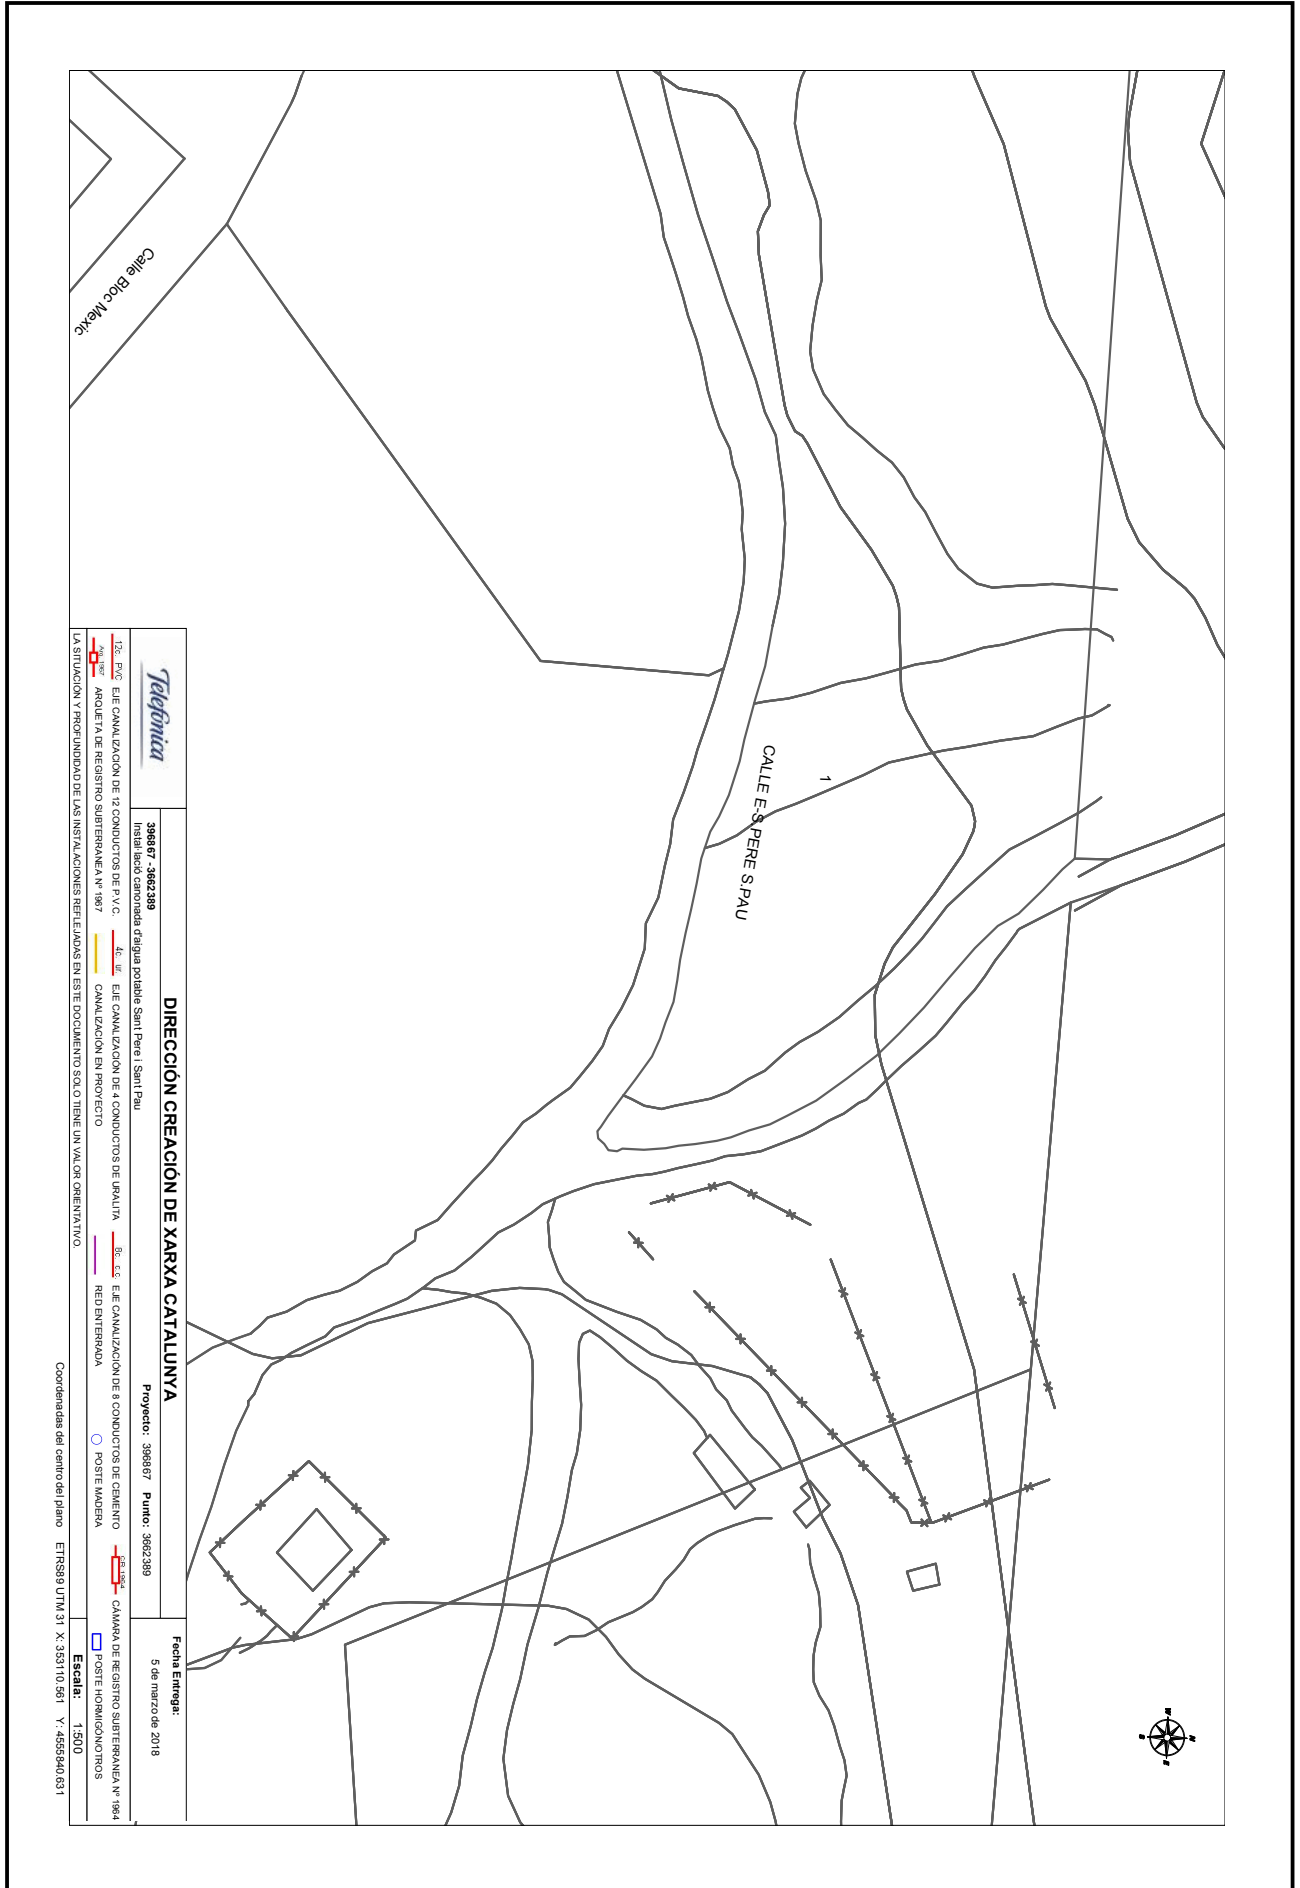 Calle Bloc Mexic
CALLE E-S.PERE S.PAU
1
N
W
E
S
Telefónica
DIRECCIÓN CREACIÓN DE XARXA CATALUNYA
396867 - 3662389
Instal·lació canonada d'aigua potable Sant Pere i Sant Pau
Proyecto: 396867 Punto: 3662389
Fecha Entrega:
5 de marzo de 2018
12c. PVC EJE CANALIZACIÓN DE 12 CONDUCTOS DE P.V.C.
4c. ur. EJE CANALIZACIÓN DE 4 CONDUCTOS DE URALITA
8c. c.c. EJE CANALIZACIÓN DE 8 CONDUCTOS DE CEMENTO
C.R. 1964 CÁMARA DE REGISTRO SUBTERRANEA Nº 1964
Arq. 1967 ARQUETA DE REGISTRO SUBTERRANEA Nº 1967
CANALIZACIÓN EN PROYECTO
RED ENTERRADA
POSTE MADERA
POSTE HORMIGÓN/OTROS
LA SITUACIÓN Y PROFUNDIDAD DE LAS INSTALACIONES REFLEJADAS EN ESTE DOCUMENTO SOLO TIENE UN VALOR ORIENTATIVO.
Escala: 1:500
Coordenadas del centro del plano ETRS89 UTM 31 X: 353110.561 Y: 4555840.631